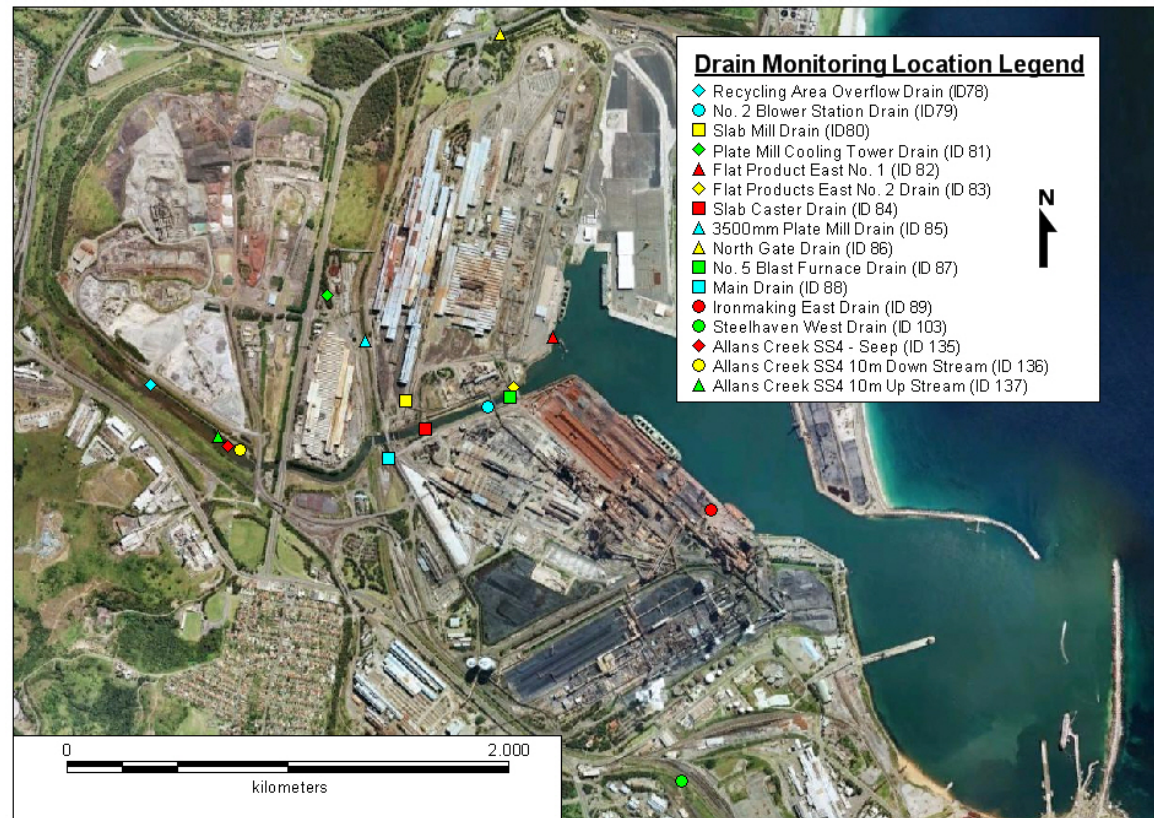 Drain Monitoring Location Legend
Recycling Area Overflow Drain (ID78)
No. 2 Blower Station Drain (ID79)
Slab Mill Drain (ID80)
Plate Mill Cooling Tower Drain (ID 81)
Flat Product East No. 1 (ID 82)
Flat Products East No. 2 Drain (ID 83)
Slab Caster Drain (ID 84)
3500mm Plate Mill Drain (ID 85)
North Gate Drain (ID 86)
No. 5 Blast Furnace Drain (ID 87)
Main Drain (ID 88)
Ironmaking East Drain (ID 89)
Steelhaven West Drain (ID 103)
Allans Creek SS4 - Seep (ID 135)
Allans Creek SS4 10m Down Stream (ID 136)
Allans Creek SS4 10m Up Stream (ID 137)
N
0 2.000
kilometers